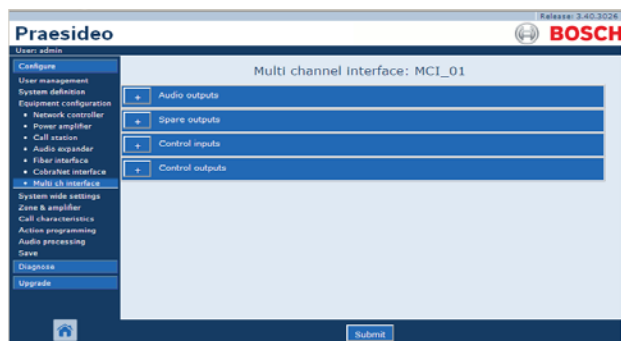 Release: 3.40.3026
Praesideo
BOSCH
User: admin
Configure
User management
System definition
Equipment configuration
• Network controller
• Power amplifier
• Call station
• Audio expander
• Fiber interface
• CobraNet interface
• Multi ch interface
System wide settings
Zone & amplifier
Call characteristics
Action programming
Audio processing
Save
Diagnose
Upgrade
Multi channel interface: MCI_01
+ Audio outputs
+ Spare outputs
+ Control inputs
+ Control outputs
Submit